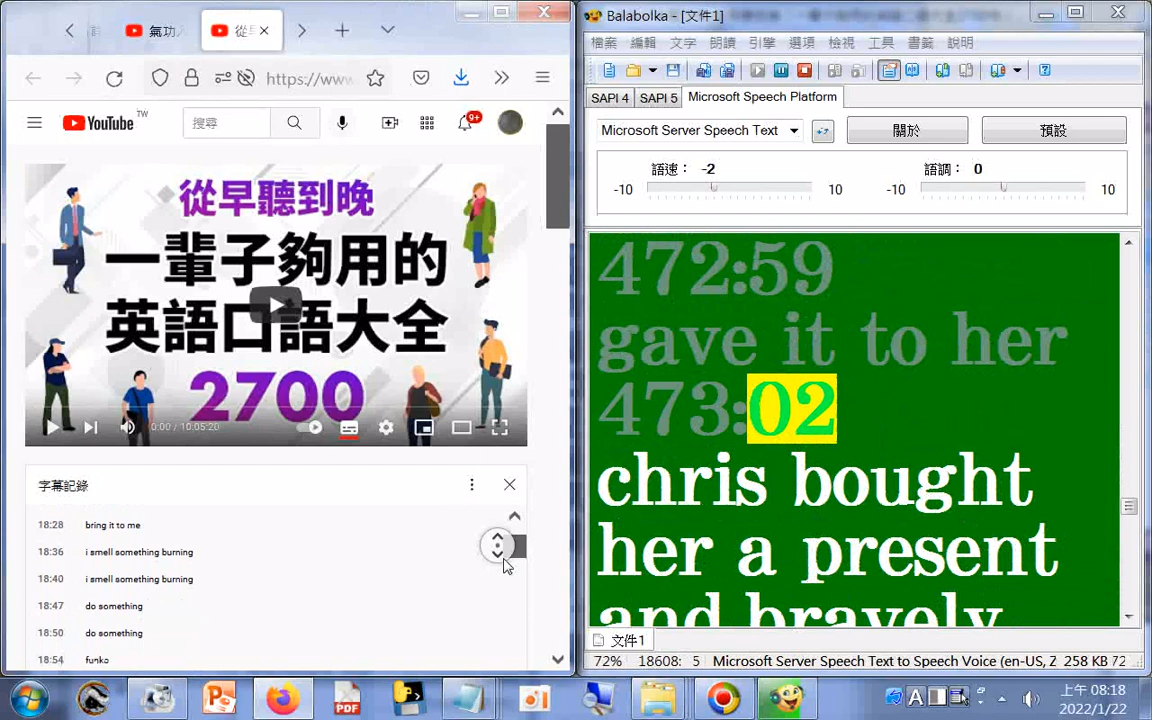 氣功
從
https://www
YouTube TW
搜尋
9+
從早聽到晚
一輩子夠用的
英語口語大全
2700
0:00 / 10:05:20
字幕記錄
18:28 bring it to me
18:36 i smell something burning
18:40 i smell something burning
18:47 do something
18:50 do something
18:54 funko
Balabolka - [文件1]
檔案 編輯 文字 朗讀 引擎 選項 檢視 工具 書籤 說明
SAPI 4 SAPI 5 Microsoft Speech Platform
Microsoft Server Speech Text 關於 預設
語速： -2 語調： 0
-10 10 -10 10
472:59
gave it to her
473:02
chris bought
her a present
and bravely
文件1
72% 18608: 5 Microsoft Server Speech Text to Speech Voice (en-US, Z 258 KB 72
PDF
A
上午 08:18
2022/1/22